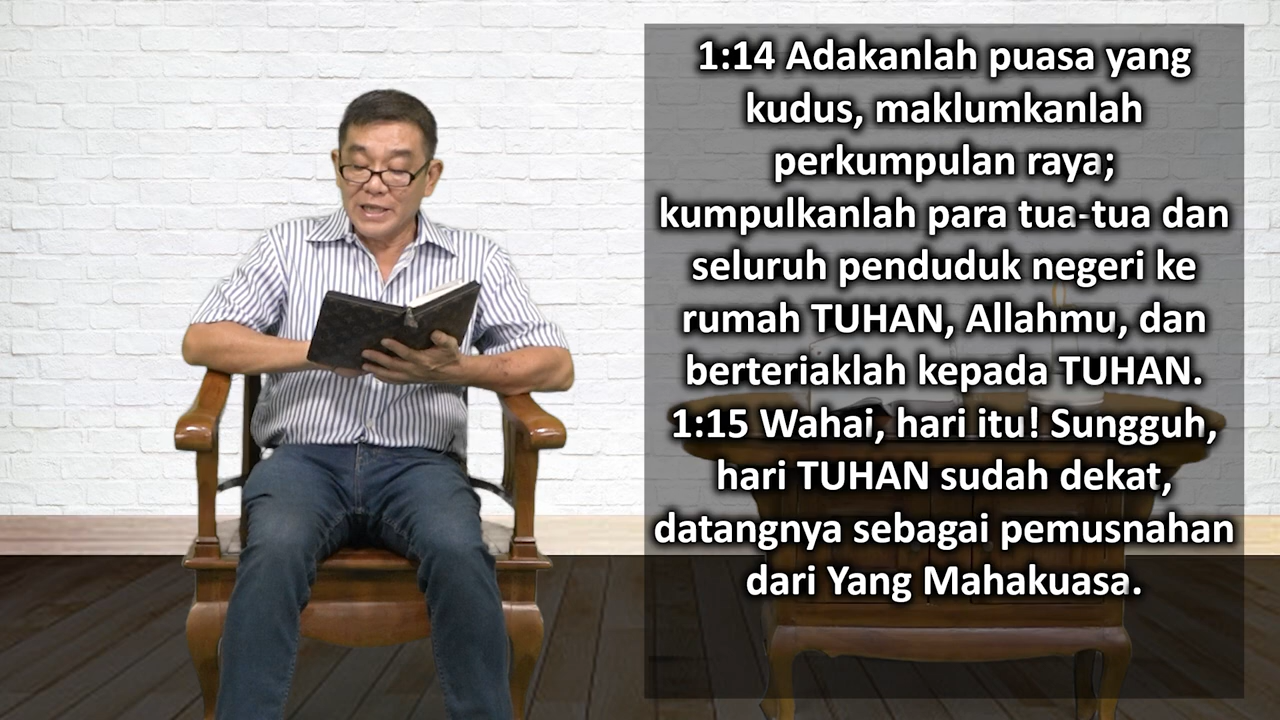 1:14 Adakanlah puasa yang
kudus, maklumkanlah
perkumpulan raya;
kumpulkanlah para tua-tua dan
seluruh penduduk negeri ke
rumah TUHAN, Allahmu, dan
berteriaklah kepada TUHAN.
1:15 Wahai, hari itu! Sungguh,
hari TUHAN sudah dekat,
datangnya sebagai pemusnahan
dari Yang Mahakuasa.